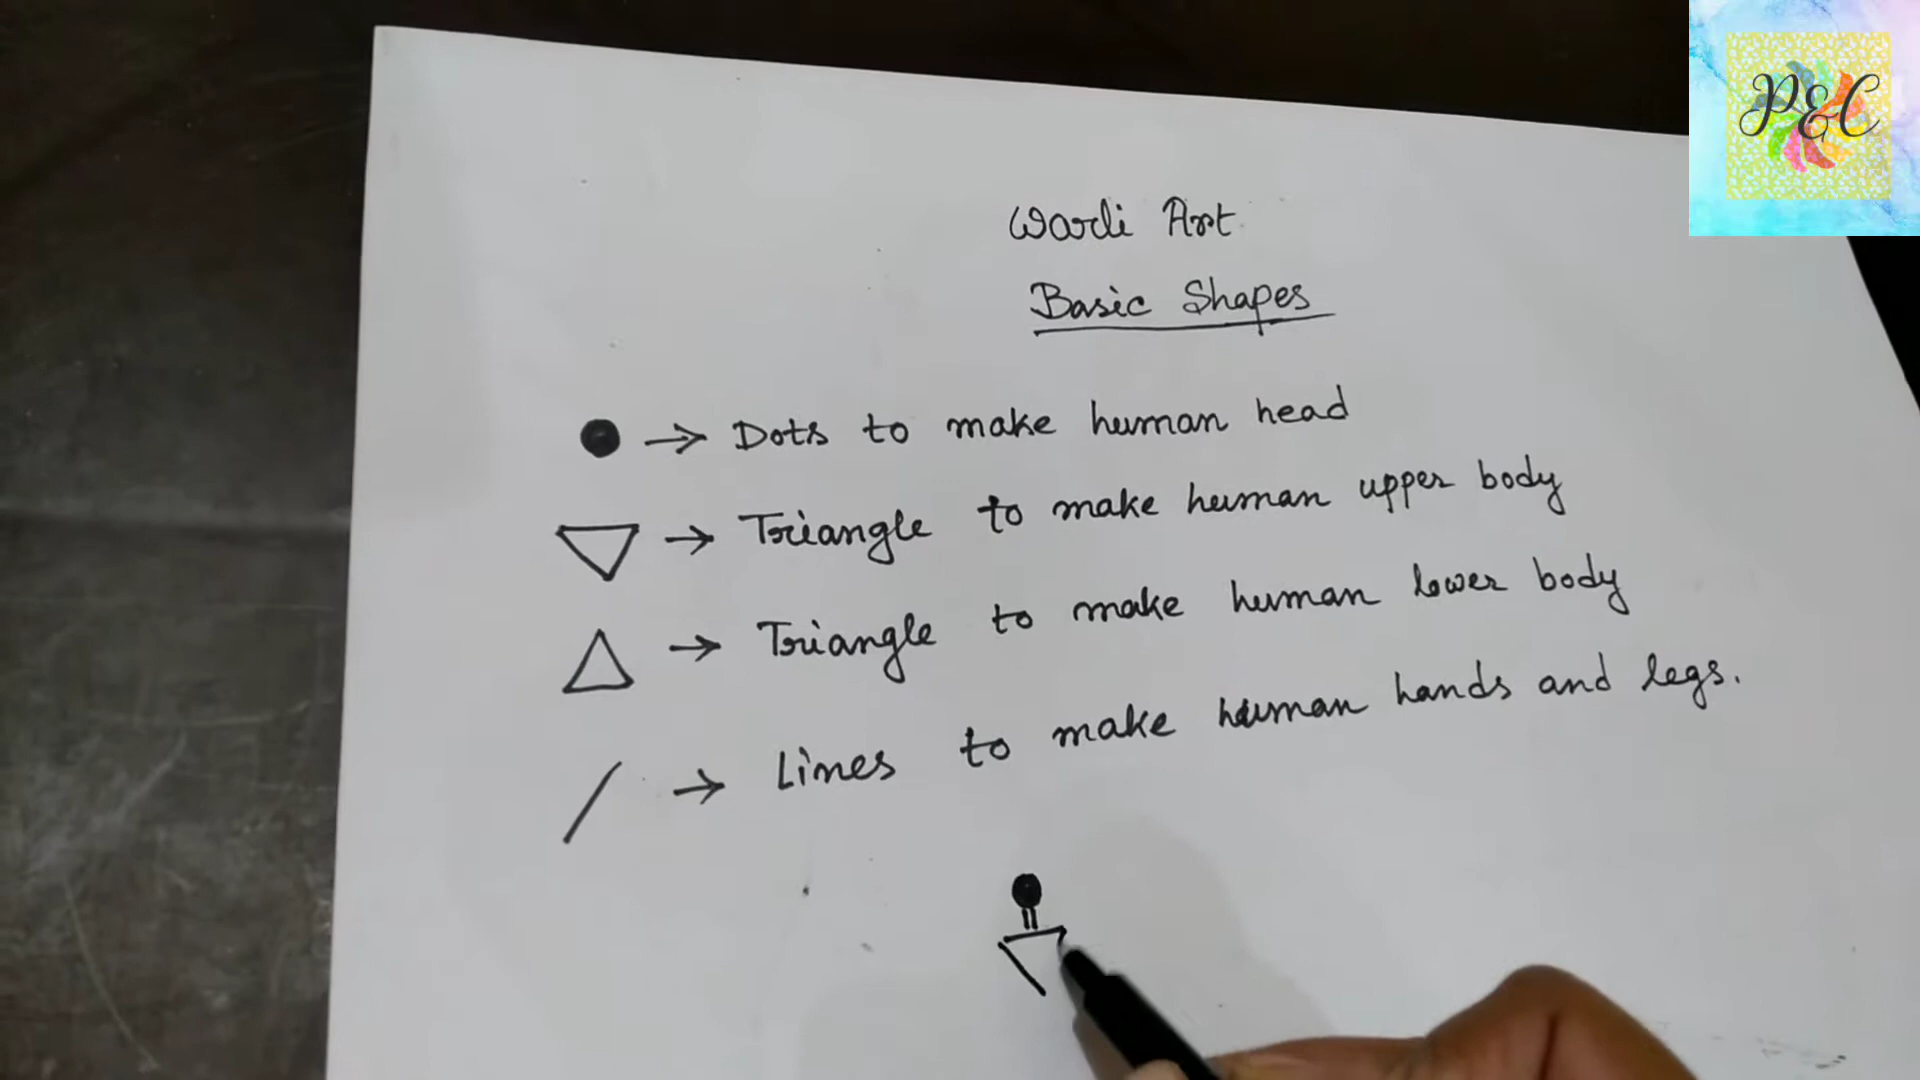 P&C
Warli Art
Basic Shapes
Dots to make human head
Triangle to make human upper body
Triangle to make human lower body
Lines to make human hands and legs.